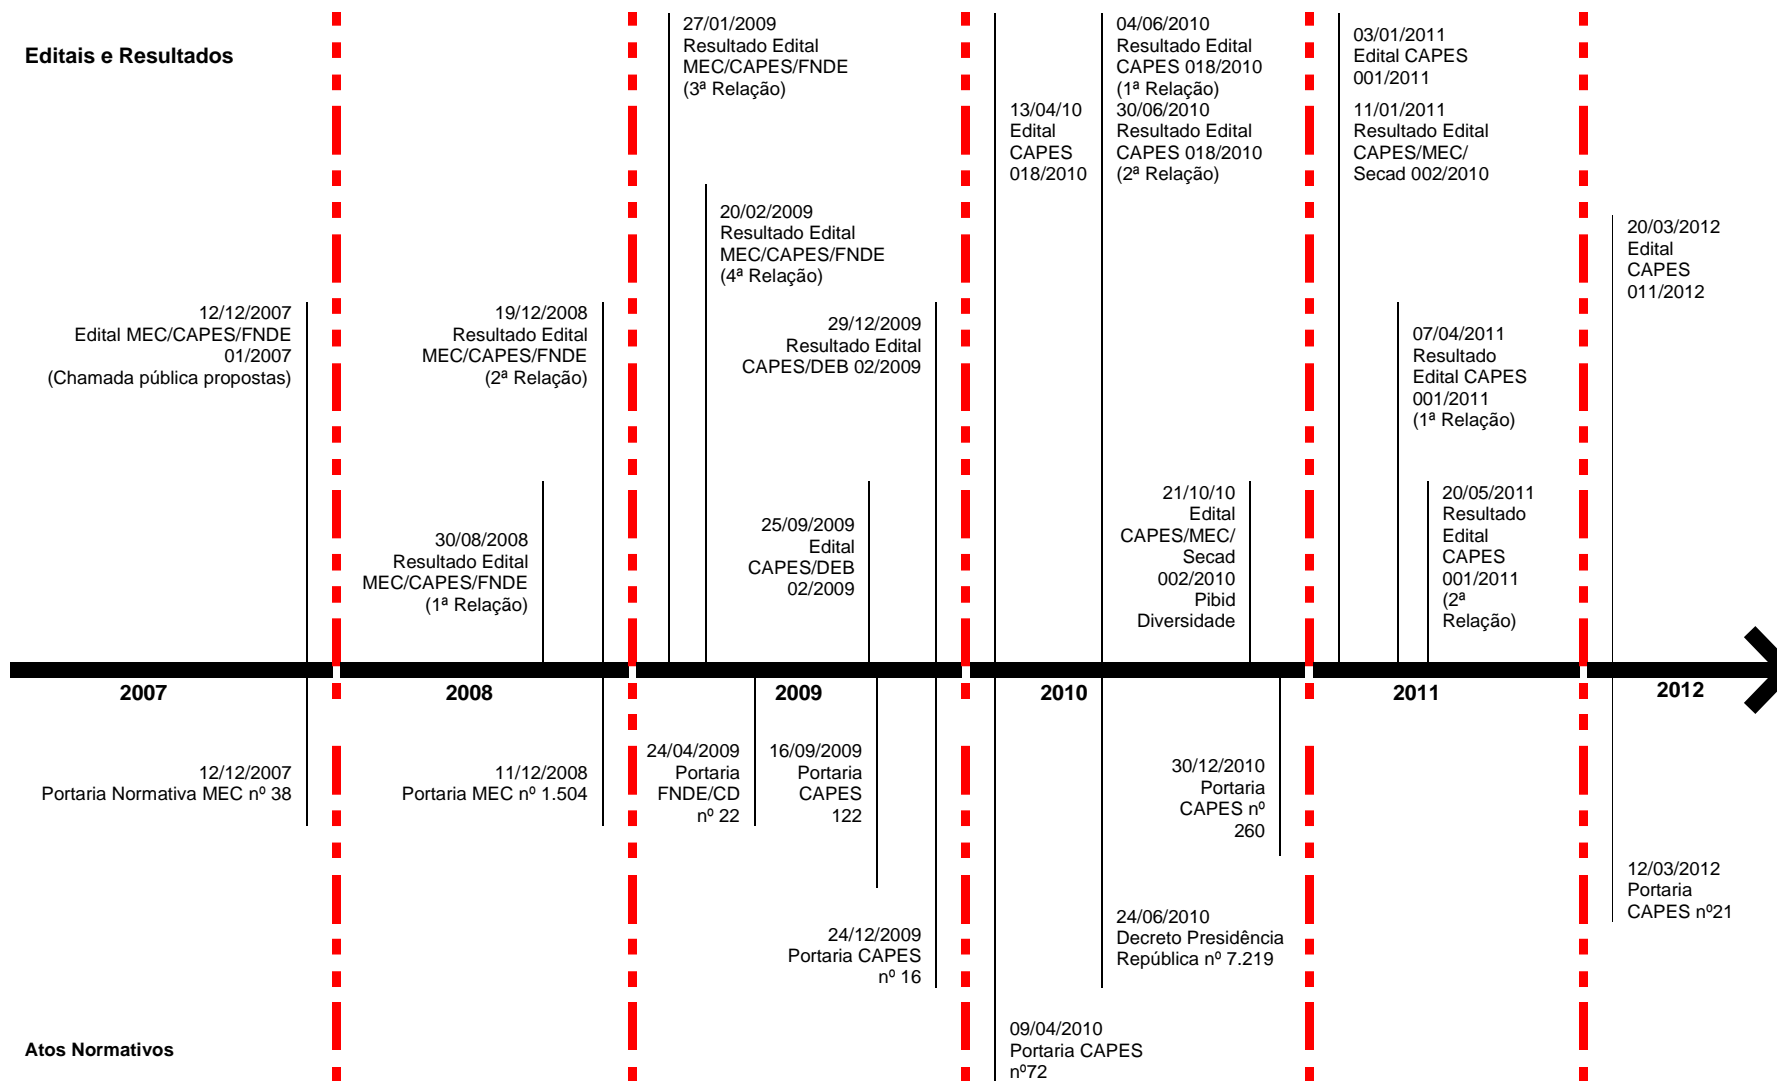 Editais e Resultados
12/12/2007
Edital MEC/CAPES/FNDE
01/2007
(Chamada pública propostas)
30/08/2008
Resultado Edital
MEC/CAPES/FNDE
(1ª Relação)
19/12/2008
Resultado Edital
MEC/CAPES/FNDE
(2ª Relação)
27/01/2009
Resultado Edital
MEC/CAPES/FNDE
(3ª Relação)
20/02/2009
Resultado Edital
MEC/CAPES/FNDE
(4ª Relação)
25/09/2009
Edital
CAPES/DEB
02/2009
29/12/2009
Resultado Edital
CAPES/DEB 02/2009
13/04/10
Edital
CAPES
018/2010
04/06/2010
Resultado Edital
CAPES 018/2010
(1ª Relação)
30/06/2010
Resultado Edital
CAPES 018/2010
(2ª Relação)
21/10/10
Edital
CAPES/MEC/
Secad
002/2010
Pibid
Diversidade
03/01/2011
Edital CAPES
001/2011
11/01/2011
Resultado Edital
CAPES/MEC/
Secad 002/2010
07/04/2011
Resultado
Edital CAPES
001/2011
(1ª Relação)
20/05/2011
Resultado
Edital
CAPES
001/2011
(2ª
Relação)
20/03/2012
Edital
CAPES
011/2012
2007
2008
2009
2010
2011
2012
12/12/2007
Portaria Normativa MEC nº 38
11/12/2008
Portaria MEC nº 1.504
24/04/2009
Portaria
FNDE/CD
nº 22
16/09/2009
Portaria
CAPES
122
24/12/2009
Portaria CAPES
nº 16
09/04/2010
Portaria CAPES
nº72
24/06/2010
Decreto Presidência
República nº 7.219
30/12/2010
Portaria
CAPES nº
260
12/03/2012
Portaria
CAPES nº21
Atos Normativos